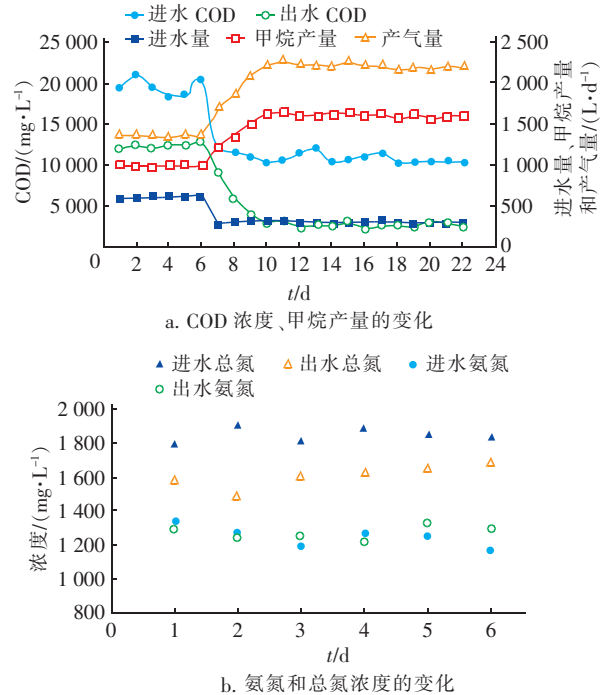 进水 COD 出水 COD
进水量 甲烷产量 产气量
COD/(mg·L⁻¹)
25 000
20 000
15 000
10 000
5 000
0
2 500
2 000
1 500
1 000
500
0
进水量、甲烷产量
和产气量/(L·d⁻¹)
0 2 4 6 8 10 12 14 16 18 20 22 24
t/d
a. COD 浓度、甲烷产量的变化
进水总氮 出水总氮 进水氨氮
出水氨氮
浓度/(mg·L⁻¹)
2 000
1 800
1 600
1 400
1 200
1 000
800
1 2 3 4 5 6
t/d
b. 氨氮和总氮浓度的变化